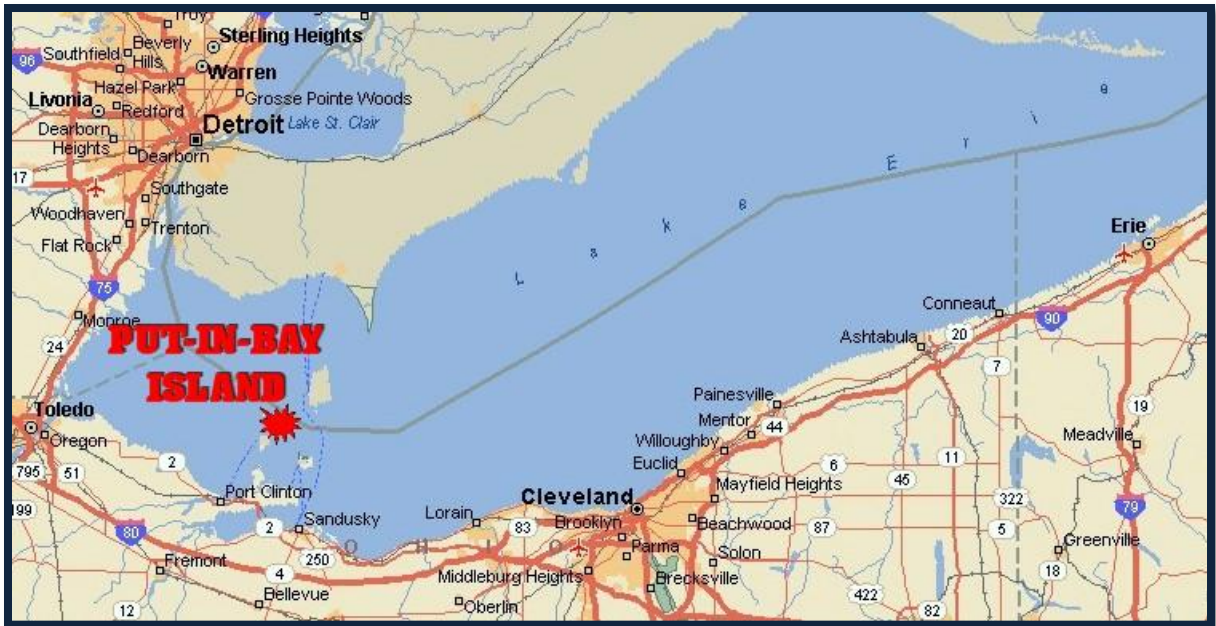 Troy
Sterling Heights
96
Southfield
Beverly
Hills
Warren
Hazel Park
Grosse Pointe Woods
Livonia
Redford
Detroit
Lake St. Clair
Dearborn
Heights
Dearborn
17
Southgate
Woodhaven
Trenton
Flat Rock
75
Monroe
24
PUT-IN-BAY
ISLAND
Lake Erie
Erie
Conneaut
90
Ashtabula
20
7
Painesville
Mentor
44
Willoughby
Euclid
Toledo
Oregon
2
795
51
199
Port Clinton
2
Sandusky
80
250
Fremont
4
Bellevue
12
Lorain
83
OHIO
Cleveland
Brooklyn
Parma
Middleburg Heights
Brecksville
Oberlin
Mayfield Heights
Beachwood
Solon
6
87
45
11
322
5
19
Meadville
79
Greenville
18
422
82